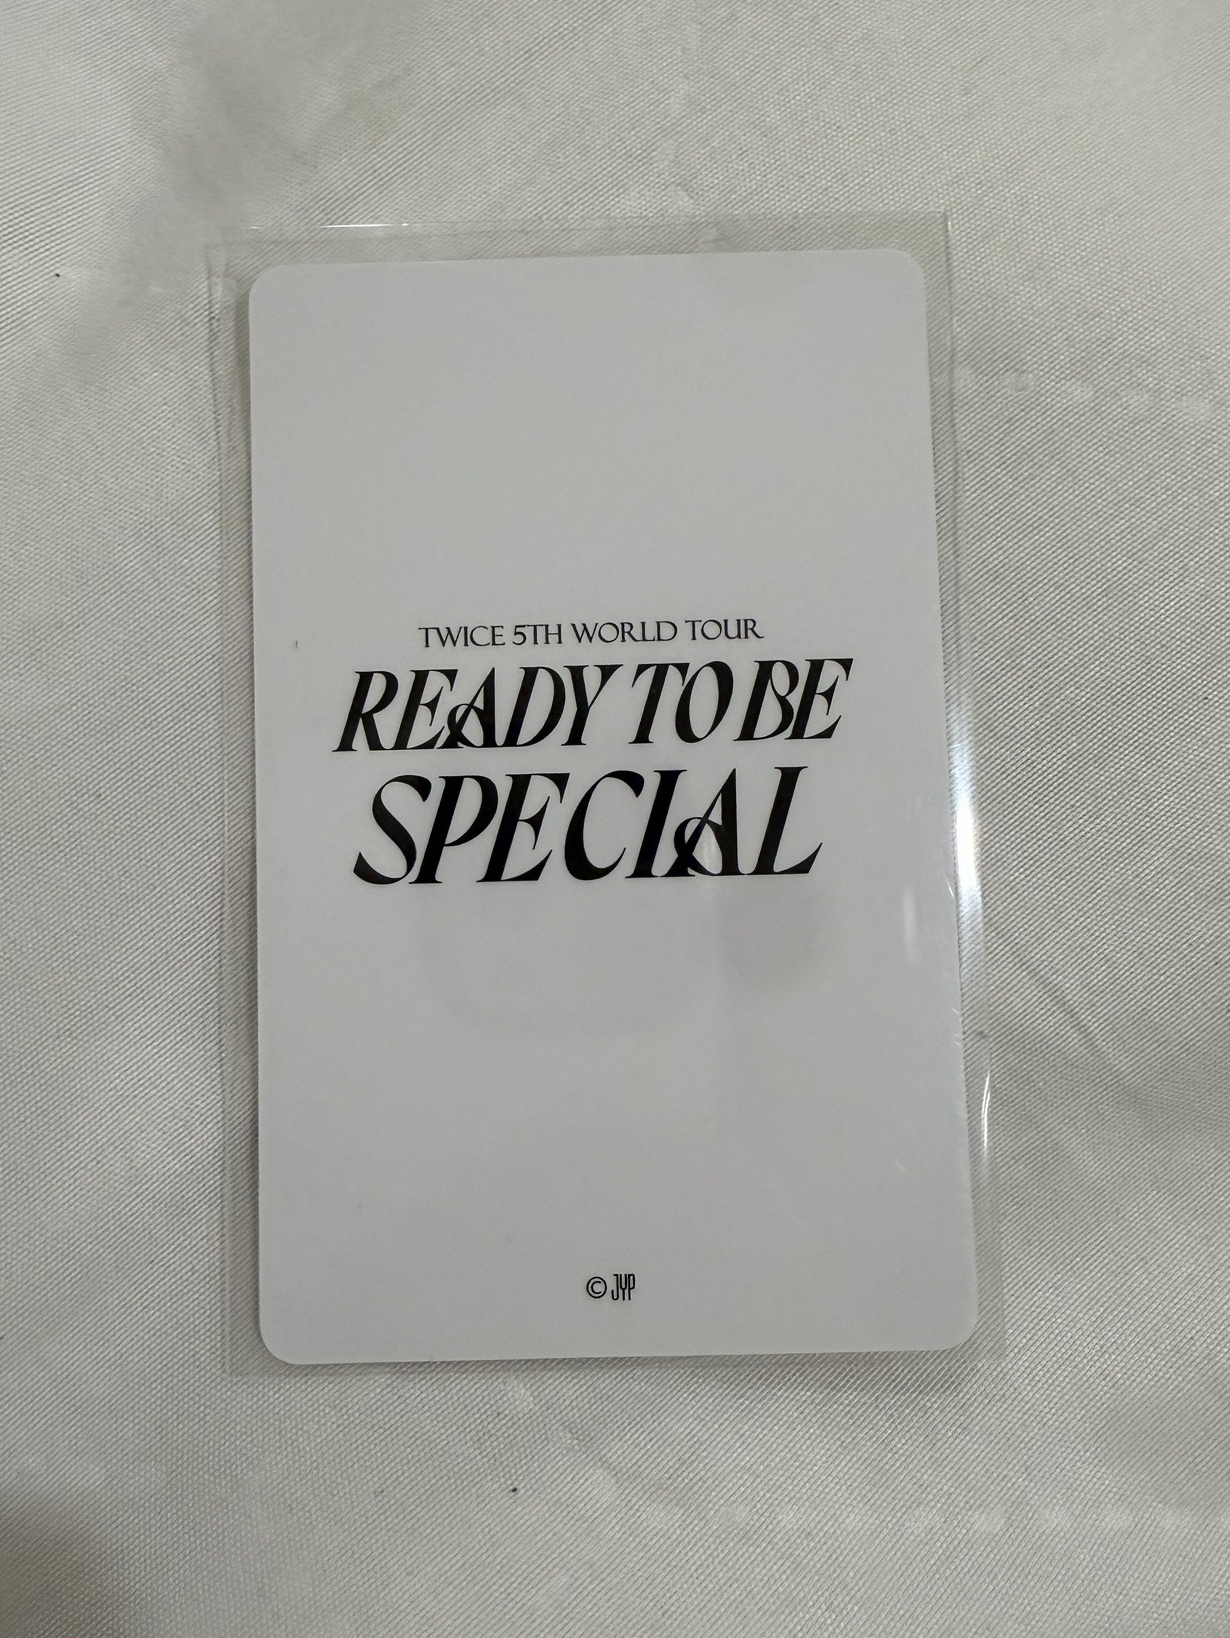 TWICE 5TH WORLD TOUR
READY TO BE
SPECIAL
© JYP